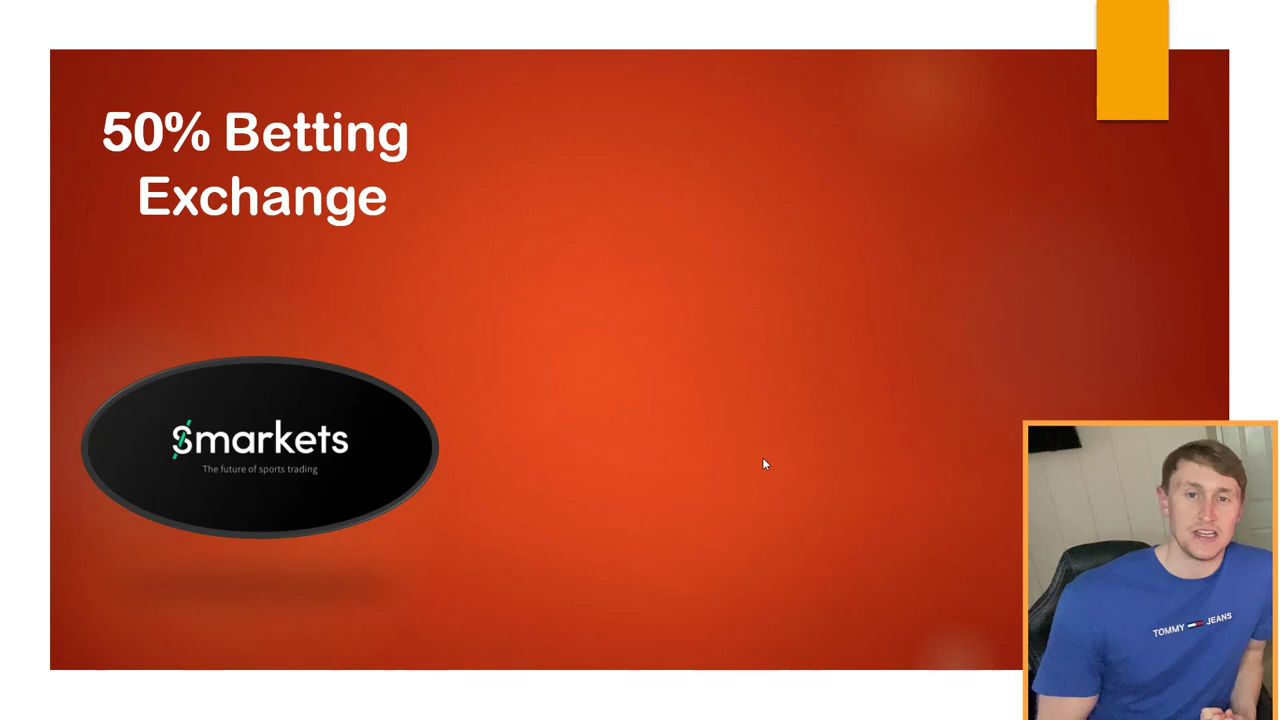 50% Betting
Exchange
Smarkets
The future of sports trading
TOMMY JEANS